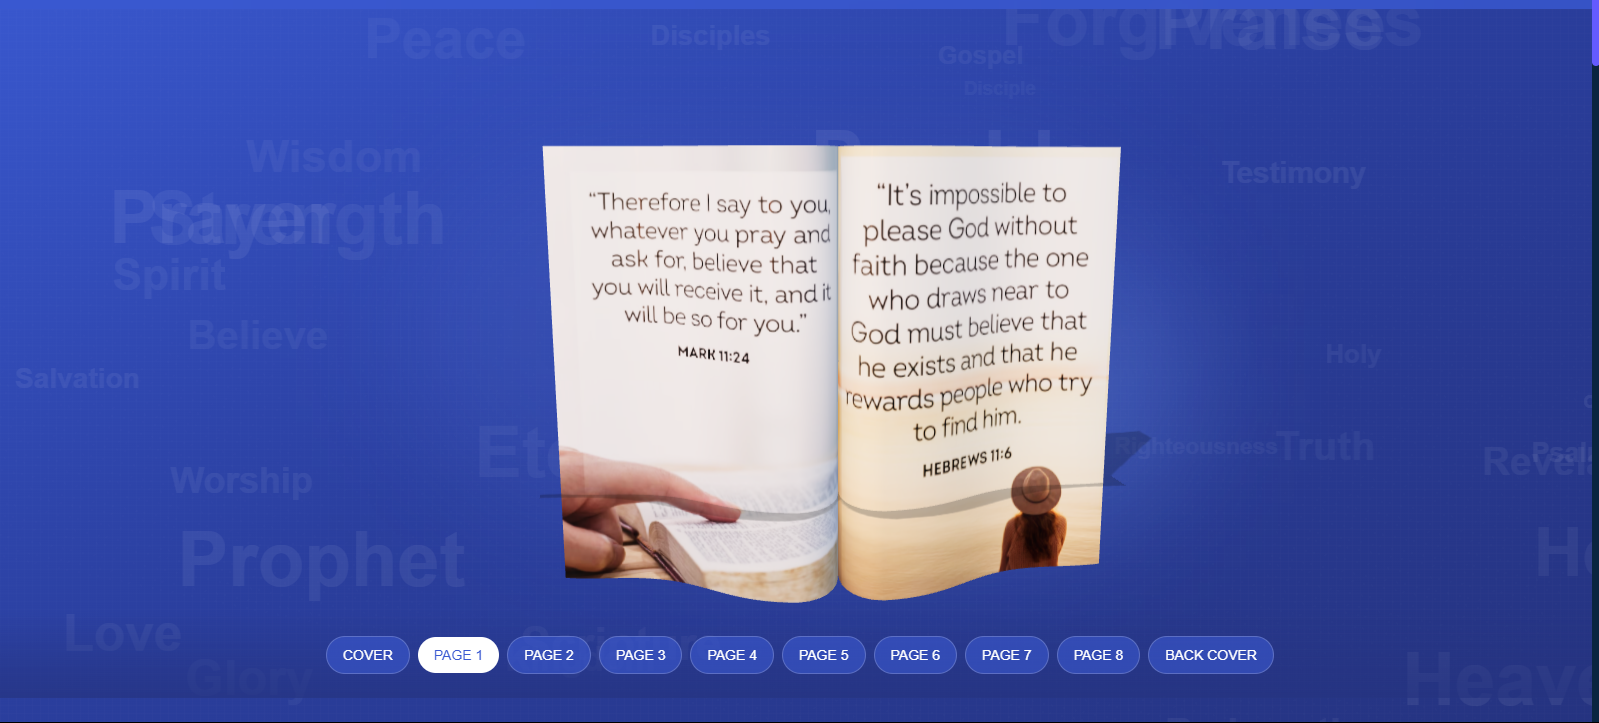 Peace
Disciples
Forgiveness
Praise
Gospel
Disciple
Wisdom
Testimony
Prayer
Strength
Spirit
Believe
Salvation
Holy
“Therefore I say to you,
whatever you pray and
ask for, believe that
you will receive it, and it
will be so for you.”
MARK 11:24
“It’s impossible to
please God without
faith because the one
who draws near to
God must believe that
he exists and that he
rewards people who try
to find him.
HEBREWS 11:6
Righteousness
Truth
Worship
Prophet
Love
Glory
COVER
PAGE 1
PAGE 2
PAGE 3
PAGE 4
PAGE 5
PAGE 6
PAGE 7
PAGE 8
BACK COVER